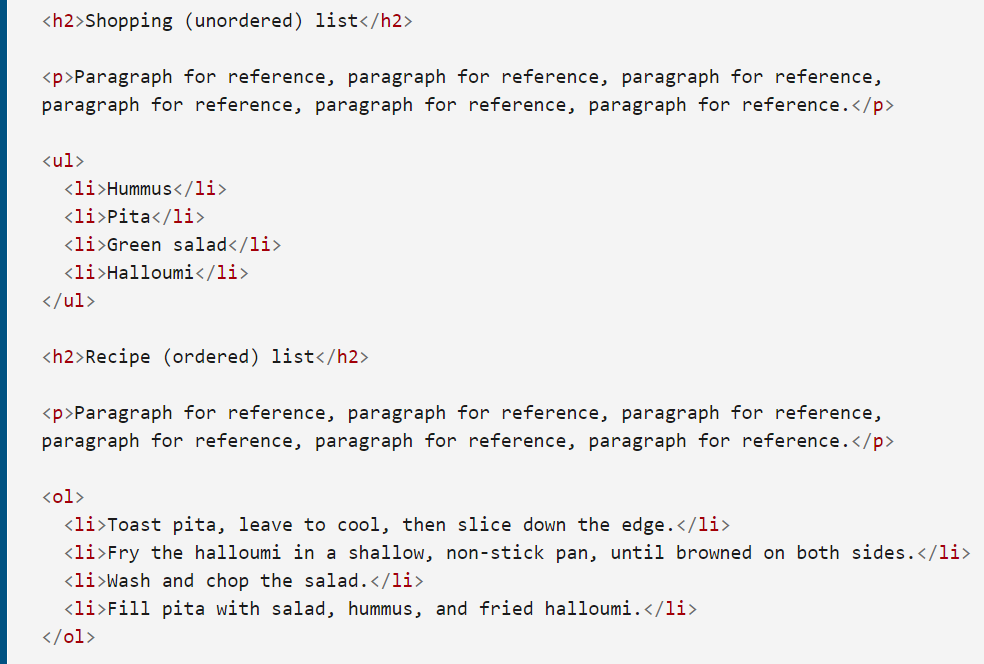 <h2>Shopping (unordered) list</h2>
<p>Paragraph for reference, paragraph for reference, paragraph for reference,
paragraph for reference, paragraph for reference, paragraph for reference.</p>
<ul>
<li>Hummus</li>
<li>Pita</li>
<li>Green salad</li>
<li>Halloumi</li>
</ul>
<h2>Recipe (ordered) list</h2>
<p>Paragraph for reference, paragraph for reference, paragraph for reference,
paragraph for reference, paragraph for reference, paragraph for reference.</p>
<ol>
<li>Toast pita, leave to cool, then slice down the edge.</li>
<li>Fry the halloumi in a shallow, non-stick pan, until browned on both sides.</li>
<li>Wash and chop the salad.</li>
<li>Fill pita with salad, hummus, and fried halloumi.</li>
</ol>